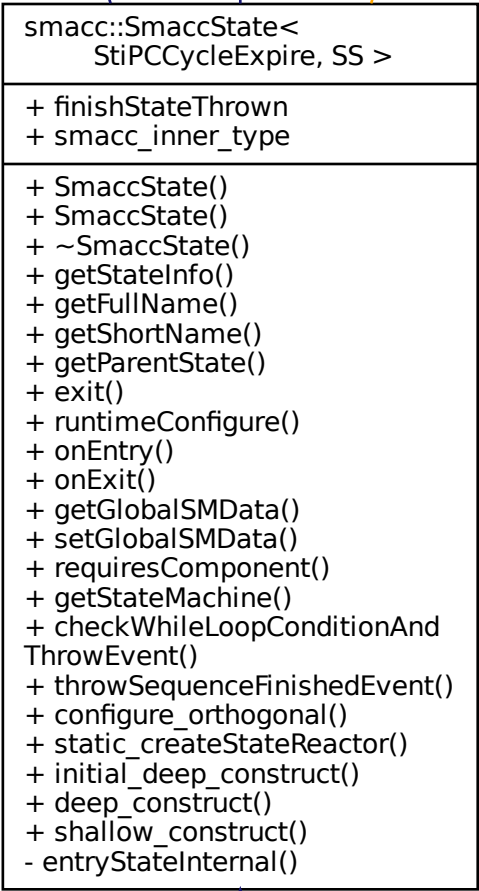 smacc::SmaccState<
StiPCCycleExpire, SS >
+ finishStateThrown
+ smacc_inner_type
+ SmaccState()
+ SmaccState()
+ ~SmaccState()
+ getStateInfo()
+ getFullName()
+ getShortName()
+ getParentState()
+ exit()
+ runtimeConfigure()
+ onEntry()
+ onExit()
+ getGlobalSMData()
+ setGlobalSMData()
+ requiresComponent()
+ getStateMachine()
+ checkWhileLoopConditionAnd
ThrowEvent()
+ throwSequenceFinishedEvent()
+ configure_orthogonal()
+ static_createStateReactor()
+ initial_deep_construct()
+ deep_construct()
+ shallow_construct()
- entryStateInternal()